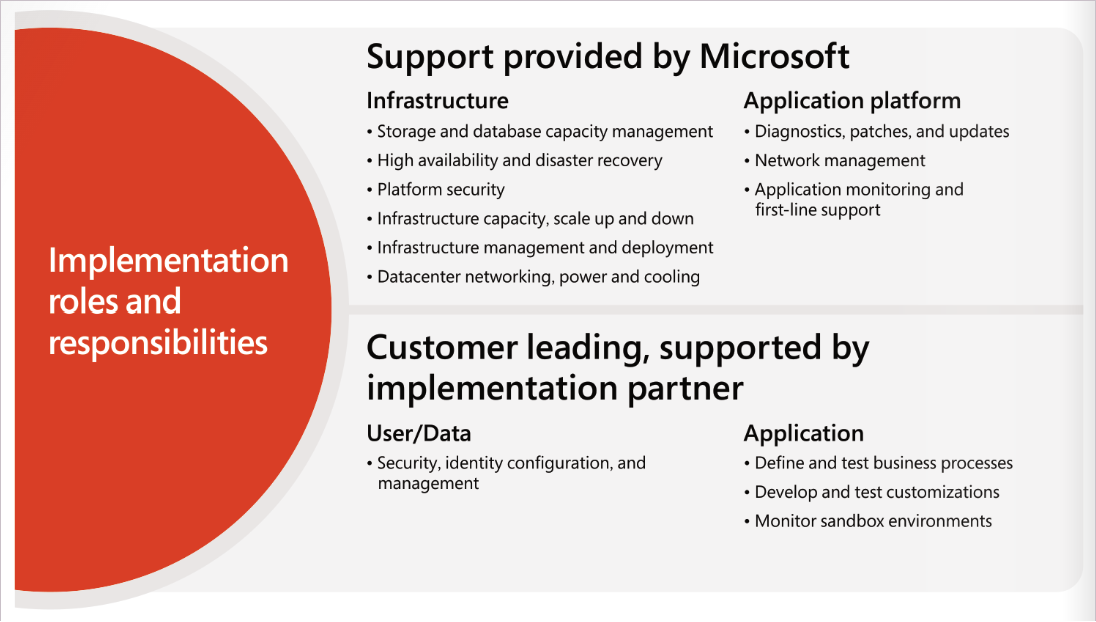 Implementation
roles and
responsibilities
Support provided by Microsoft
Infrastructure
• Storage and database capacity management
• High availability and disaster recovery
• Platform security
• Infrastructure capacity, scale up and down
• Infrastructure management and deployment
• Datacenter networking, power and cooling
Application platform
• Diagnostics, patches, and updates
• Network management
• Application monitoring and
first-line support
Customer leading, supported by
implementation partner
User/Data
• Security, identity configuration, and
management
Application
• Define and test business processes
• Develop and test customizations
• Monitor sandbox environments